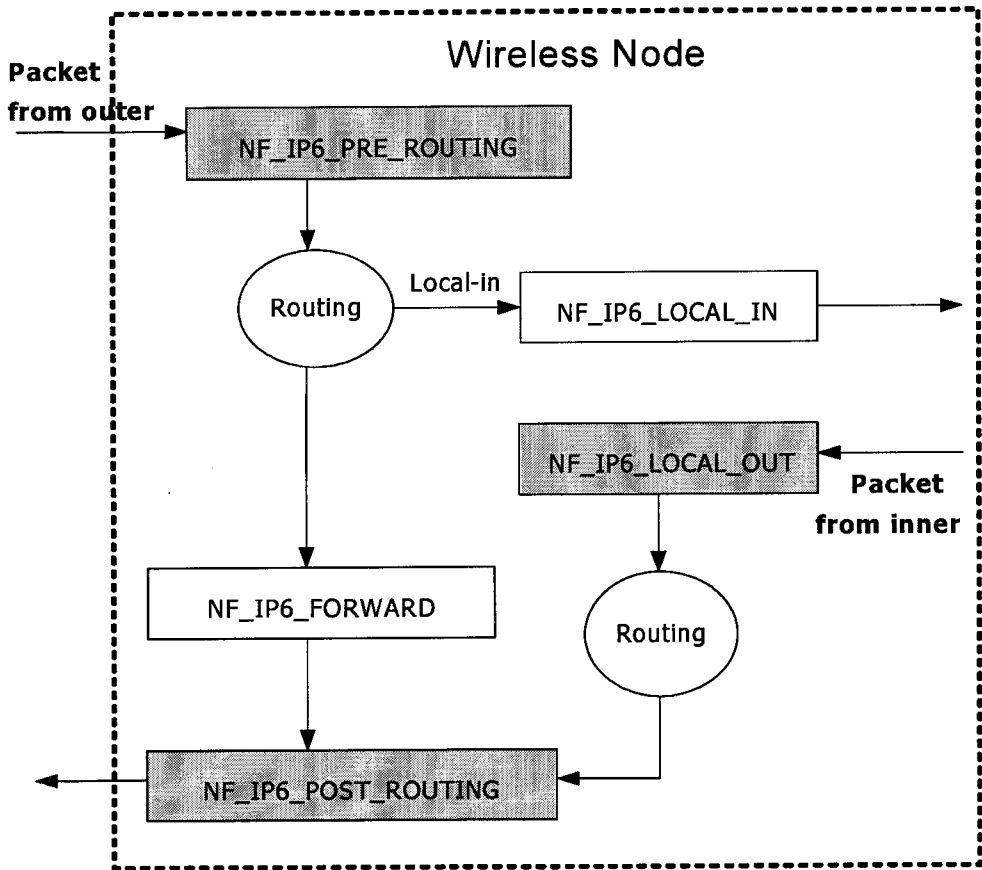 Wireless Node
Packet
from outer
NF_IP6_PRE_ROUTING
Routing
Local-in
NF_IP6_LOCAL_IN
NF_IP6_LOCAL_OUT
Packet
from inner
NF_IP6_FORWARD
Routing
NF_IP6_POST_ROUTING